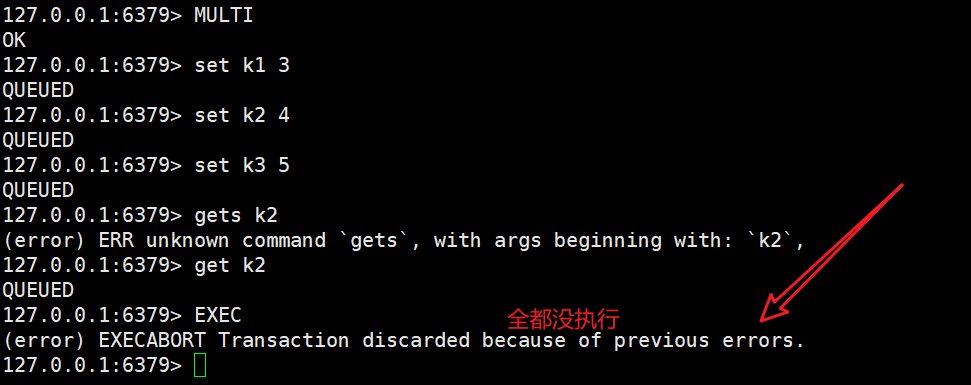 127.0.0.1:6379> MULTI
OK
127.0.0.1:6379> set k1 3
QUEUED
127.0.0.1:6379> set k2 4
QUEUED
127.0.0.1:6379> set k3 5
QUEUED
127.0.0.1:6379> gets k2
(error) ERR unknown command `gets`, with args beginning with: `k2`,
127.0.0.1:6379> get k2
QUEUED
127.0.0.1:6379> EXEC
全都没执行
(error) EXECABORT Transaction discarded because of previous errors.
127.0.0.1:6379>